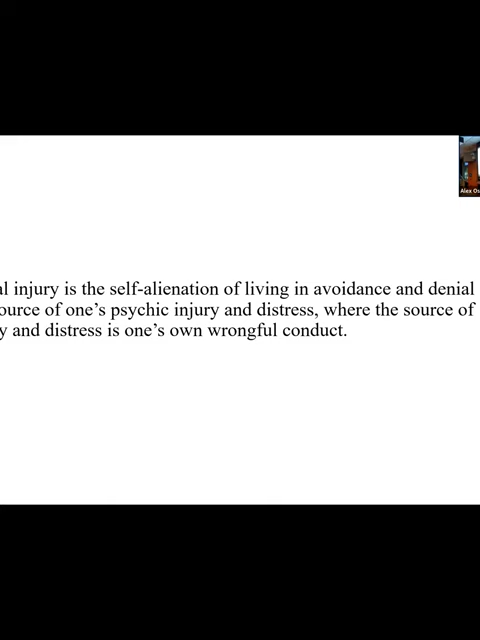 Alex Os
al injury is the self-alienation of living in avoidance and denial
ource of one’s psychic injury and distress, where the source of
y and distress is one’s own wrongful conduct.